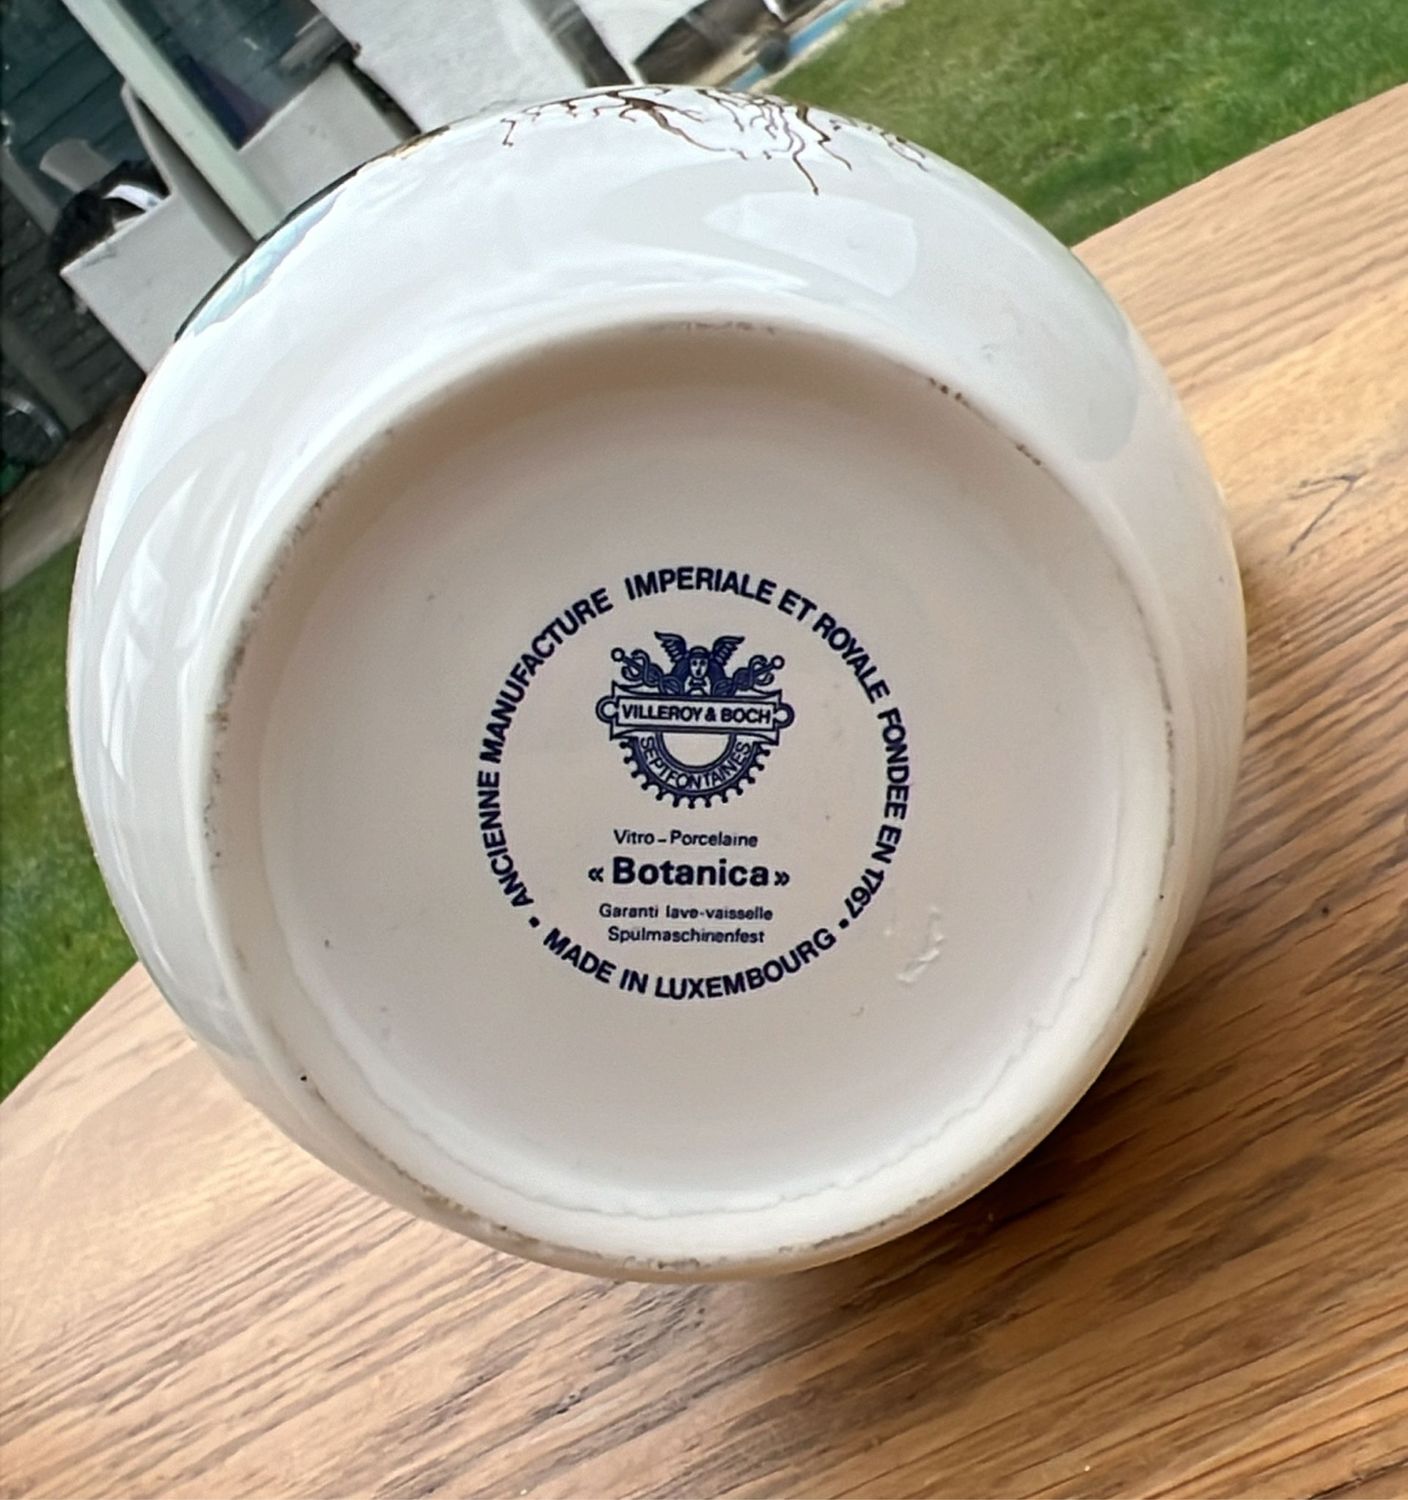 ANCIENNE MANUFACTURE IMPERIALE ET ROYALE FONDEE EN 1767 •
VILLEROY & BOCH
SEPTFONTAINES
Vitro-Porcelaine
« Botanica »
Garanti lave-vaisselle
Spülmaschinenfest
• MADE IN LUXEMBOURG